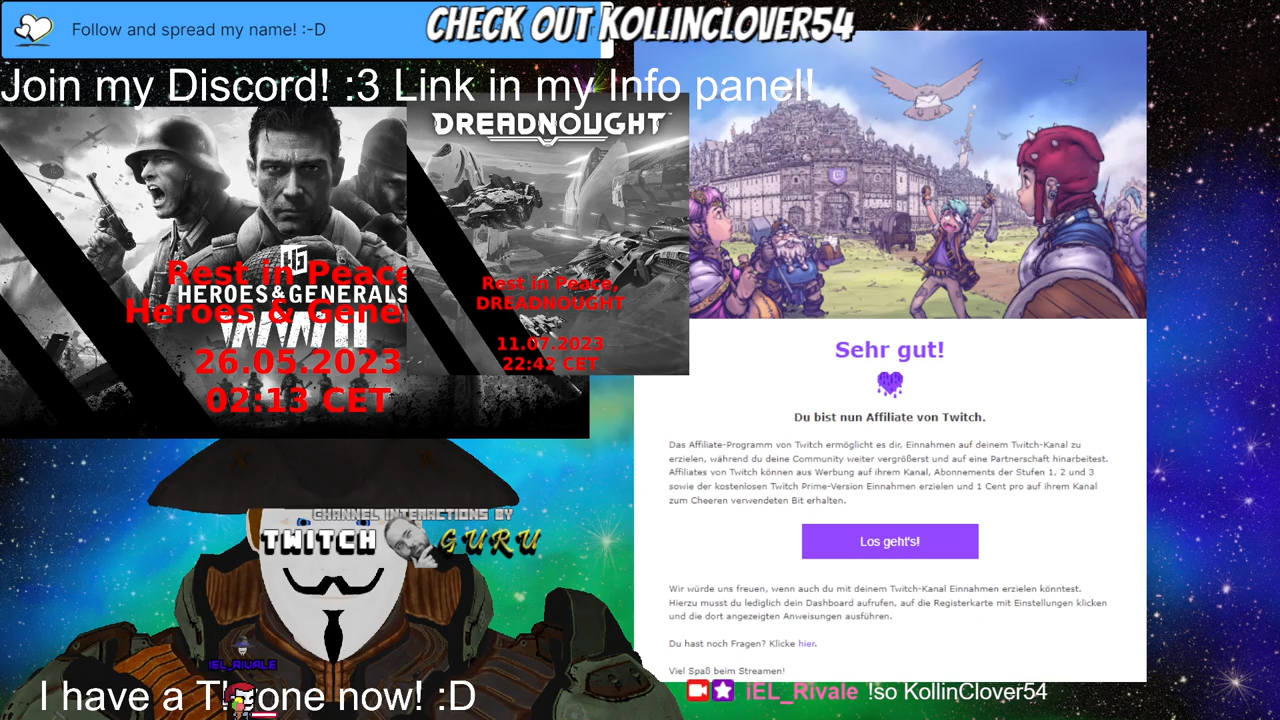 Follow and spread my name! :-D
CHECK OUT KOLLINCLOVER54
Join my Discord! :3 Link in my Info panel!
DREADNOUGHT
Rest in Peace
HEROES & GENERALS
Heroes & Gener
WWII
26.05.2023
02:13 CET
Rest in Peace,
DREADNOUGHT
11.07.2023
22:42 CET
Sehr gut!
Du bist nun Affiliate von Twitch.
Das Affiliate-Programm von Twitch ermöglicht es dir, Einnahmen auf deinem Twitch-Kanal zu
erzielen, während du deine Community weiter vergrößerst und auf eine Partnerschaft hinarbeitest.
Affiliates von Twitch können aus Werbung auf ihrem Kanal, Abonnements der Stufen 1, 2 und 3
sowie der kostenlosen Twitch Prime-Version Einnahmen erzielen und 1 Cent pro auf ihrem Kanal
zum Cheeren verwendeten Bit erhalten.
Los geht's!
Wir würde uns freuen, wenn auch du mit deinem Twitch-Kanal Einnahmen erzielen könntest.
Hierzu musst du lediglich dein Dashboard aufrufen, auf die Registerkarte mit Einstellungen klicken
und die dort angezeigten Anweisungen ausführen.
Du hast noch Fragen? Klicke hier.
Viel Spaß beim Streamen!
CHANNEL INTERACTIONS BY
TWITCH GURU
IEL_RIVALE
I have a Throne now! :D
iEL_Rivale !so KollinClover54